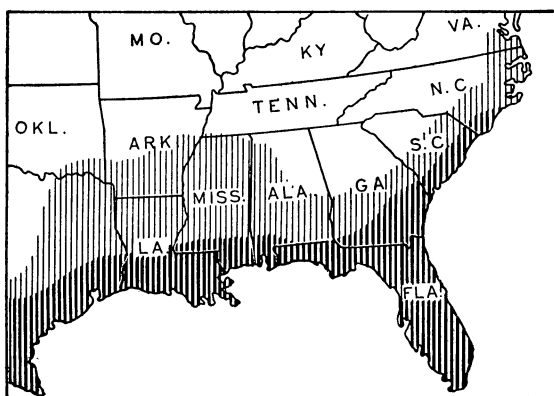 VA.
MO.
KY
N.C
TENN.
OKL.
ARK
S.C
GA
MISS.
ALA
LA.
FLA.